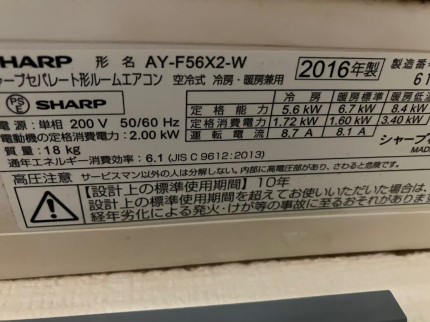 SHARP 形 名 AY-F56X2-W 2016年製 製造番
シャープセパレート形ルームエアコン 空冷式 冷房・暖房兼用 61
PSE SHARP
冷 房 暖房標準 暖房低
定 格 能 力 5.6 kW 6.7 kW 8.4 k
電 源：単相 200 V 50/60 Hz 定格消費電力 1.72 kW 1.60 kW 3.40 kW
電動機の定格消費電力：2.00 kW 運 転 電 流 8.7 A 8.1 A
質 量：18 kg シャープ
通年エネルギー消費効率：6.1 (JIS C 9612:2013) MAD
高圧注意 サービスマン以外の人は分解しない。内部に高電圧部があり、さわると危険です。
【設計上の標準使用期間】10年
設計上の標準使用期間を超えてお使いいただいた場合は、
経年劣化による発火・けが等の事故に至るおそれがありま